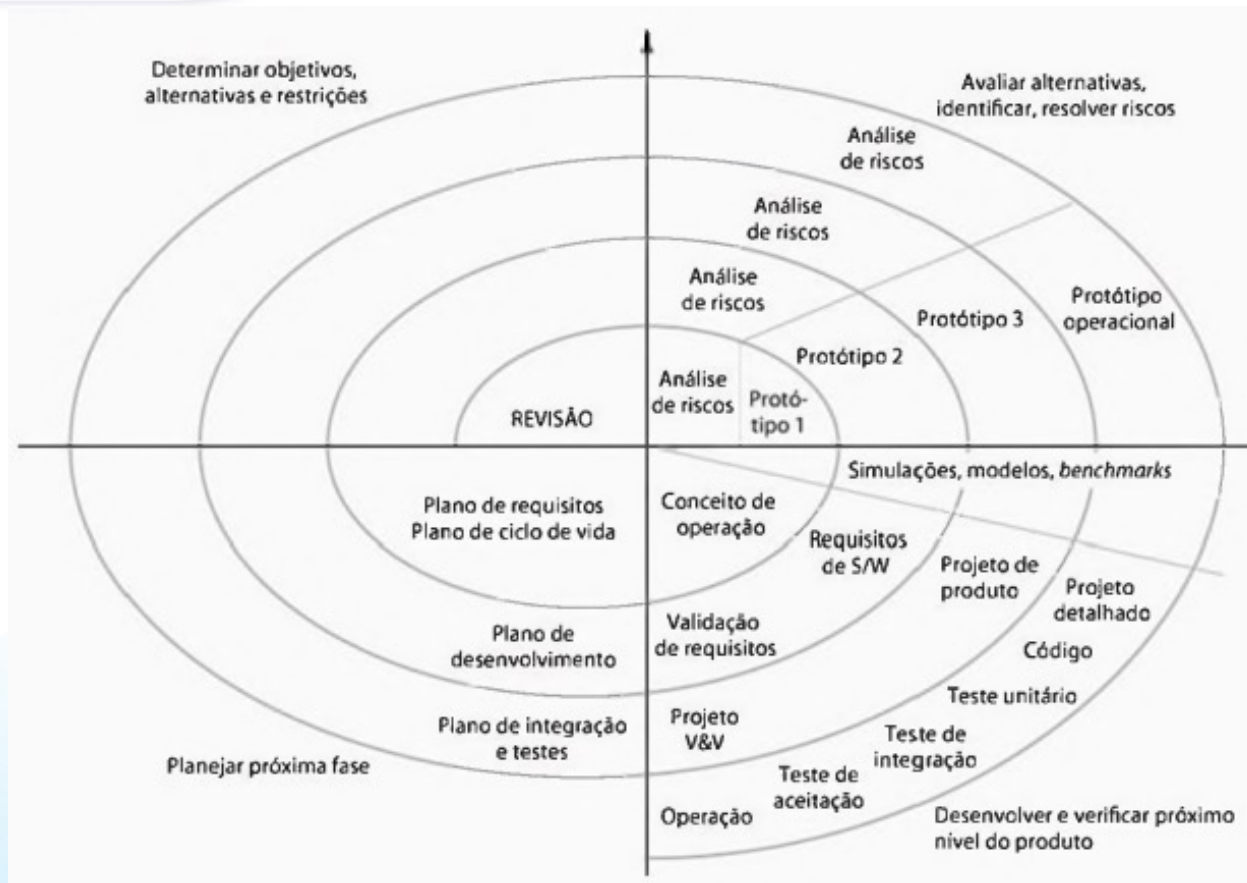 Determinar objetivos,
alternativas e restrições
Avaliar alternativas,
identificar, resolver riscos
Análise
de riscos
Análise
de riscos
Análise
de riscos
Protótipo
operacional
Protótipo 3
Protótipo 2
Análise
de riscos
Protó-
tipo 1
REVISÃO
Simulações, modelos, benchmarks
Plano de requisitos
Plano de ciclo de vida
Conceito de
operação
Requisitos
de S/W
Projeto de
produto
Projeto
detalhado
Plano de
desenvolvimento
Validação
de requisitos
Código
Teste unitário
Plano de integração
e testes
Projeto
V&V
Teste de
integração
Planejar próxima fase
Teste de
aceitação
Operação
Desenvolver e verificar próximo
nível do produto